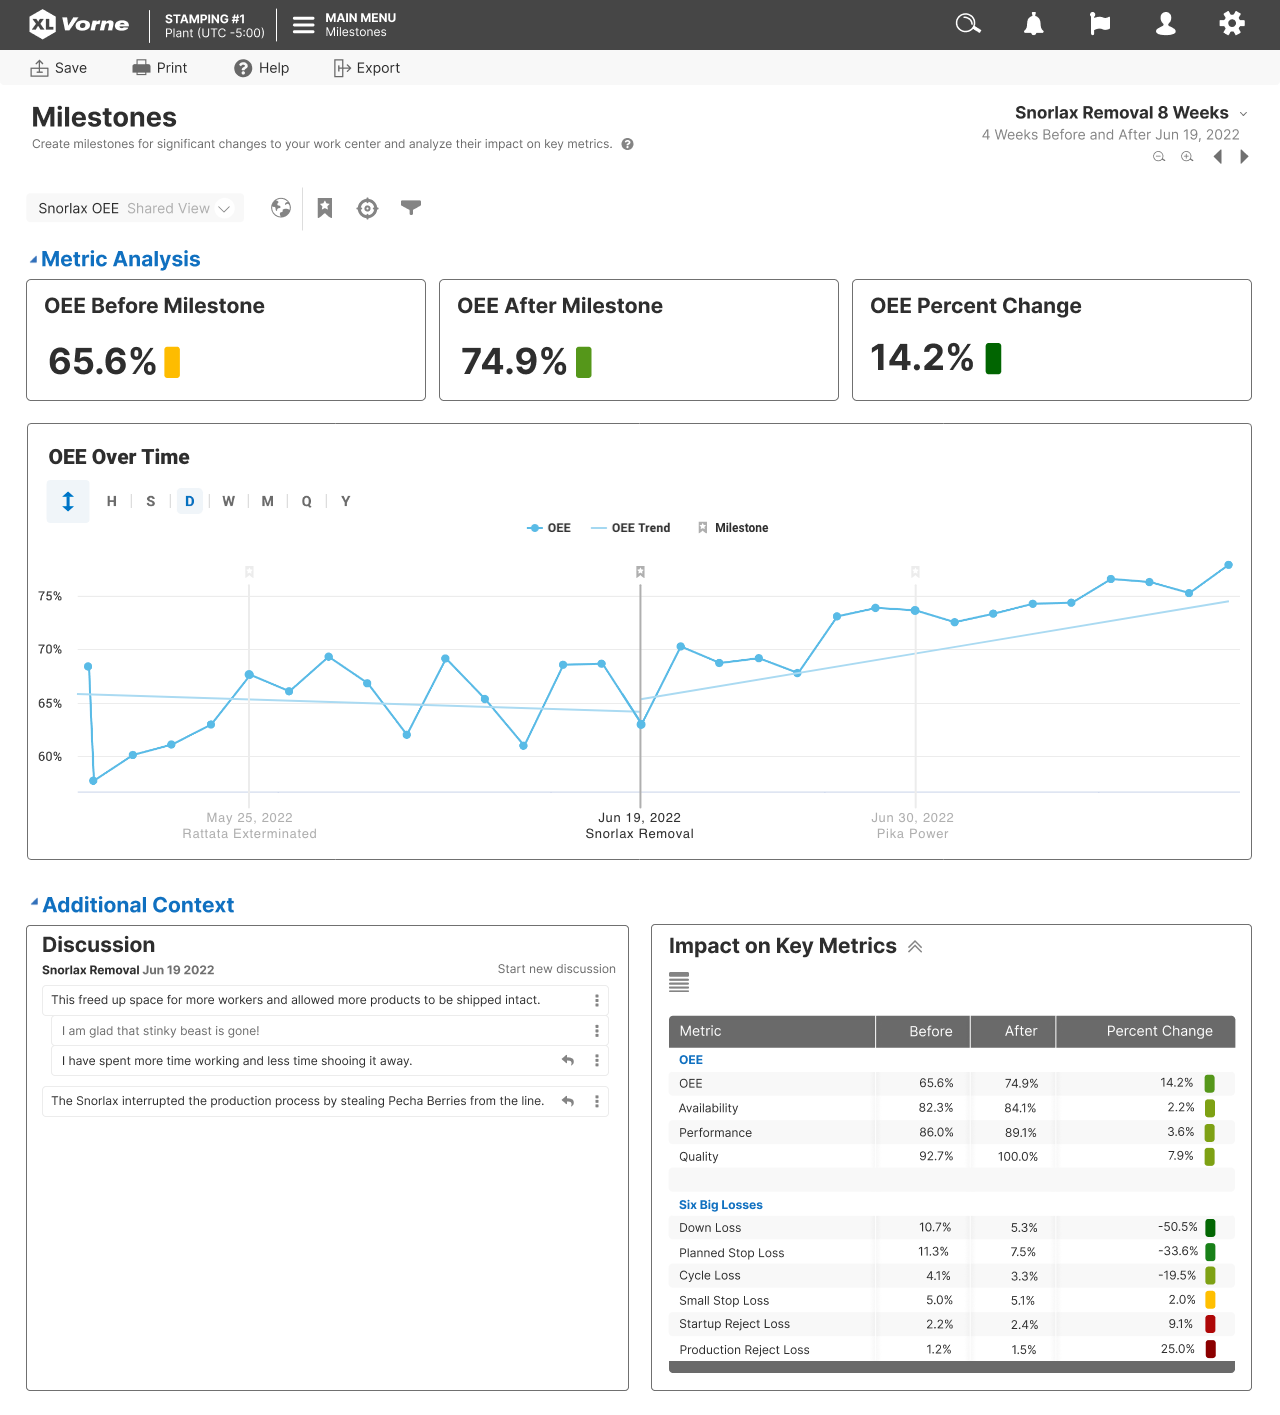 XL Vorne
STAMPING #1
Plant (UTC -5:00)
MAIN MENU
Milestones
Save
Print
Help
Export
Milestones
Create milestones for significant changes to your work center and analyze their impact on key metrics.
Snorlax Removal 8 Weeks
4 Weeks Before and After Jun 19, 2022
Snorlax OEE Shared View
Metric Analysis
OEE Before Milestone
65.6%
OEE After Milestone
74.9%
OEE Percent Change
14.2%
OEE Over Time
H S D W M Q Y
OEE OEE Trend Milestone
75%
70%
65%
60%
May 25, 2022
Rattata Exterminated
Jun 19, 2022
Snorlax Removal
Jun 30, 2022
Pika Power
Additional Context
Discussion
Snorlax Removal Jun 19 2022
Start new discussion
This freed up space for more workers and allowed more products to be shipped intact.
I am glad that stinky beast is gone!
I have spent more time working and less time shooing it away.
The Snorlax interrupted the production process by stealing Pecha Berries from the line.
Impact on Key Metrics
Metric Before After Percent Change
OEE
OEE 65.6% 74.9% 14.2%
Availability 82.3% 84.1% 2.2%
Performance 86.0% 89.1% 3.6%
Quality 92.7% 100.0% 7.9%
Six Big Losses
Down Loss 10.7% 5.3% -50.5%
Planned Stop Loss 11.3% 7.5% -33.6%
Cycle Loss 4.1% 3.3% -19.5%
Small Stop Loss 5.0% 5.1% 2.0%
Startup Reject Loss 2.2% 2.4% 9.1%
Production Reject Loss 1.2% 1.5% 25.0%